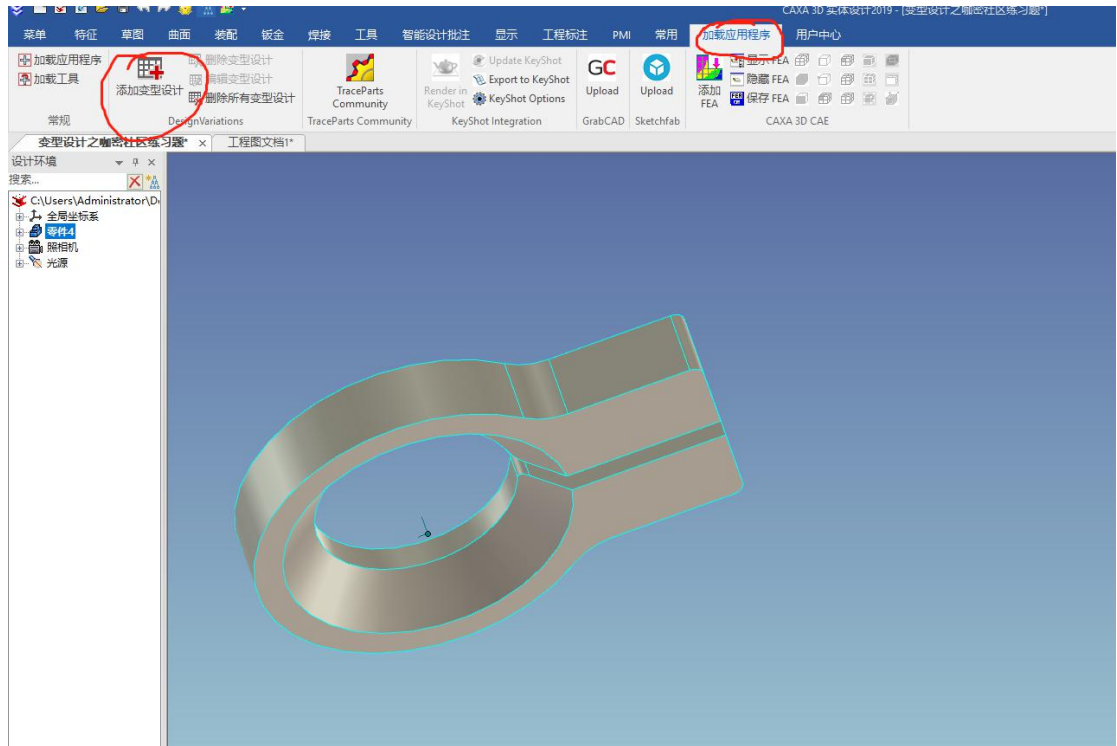 CAXA 3D 实体设计2019 - [变型设计之咖密社区练习题*]
菜单 特征 草图 曲面 装配 钣金 焊接 工具 智能设计批注 显示 工程标注 PMI 常用 加载应用程序 用户中心
加载应用程序
加载工具
常规
添加变型设计
删除变型设计
编辑变型设计
删除所有变型设计
DesignVariations
TraceParts
Community
TraceParts Community
Render in
KeyShot
Update KeyShot
Export to KeyShot
KeyShot Options
KeyShot Integration
GC
Upload
GrabCAD
Upload
Sketchfab
添加
FEA
显示 FEA
隐藏 FEA
保存 FEA
CAXA 3D CAE
变型设计之咖密社区练习题* × 工程图文档1*
设计环境
搜索...
C:\Users\Administrator\D
全局坐标系
零件4
照相机
光源